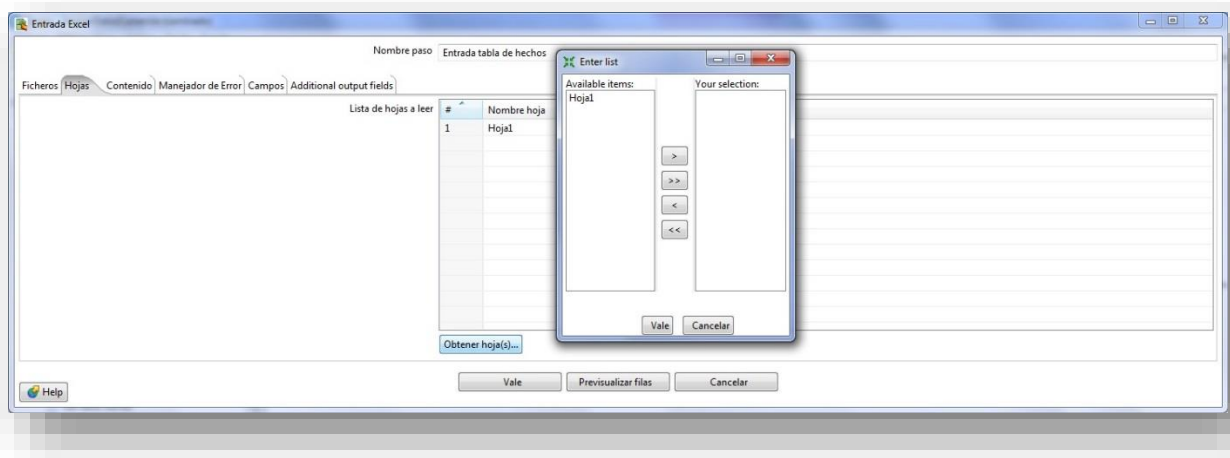 Entrada Excel
Nombre paso Entrada tabla de hechos
Ficheros Hojas Contenido Manejador de Error Campos Additional output fields
Lista de hojas a leer
# Nombre hoja
1 Hoja1
Obtener hoja(s)...
Enter list
Available items: Your selection:
Hoja1
>
>>
<
<<
Vale Cancelar
Vale Previsualizar filas Cancelar
Help